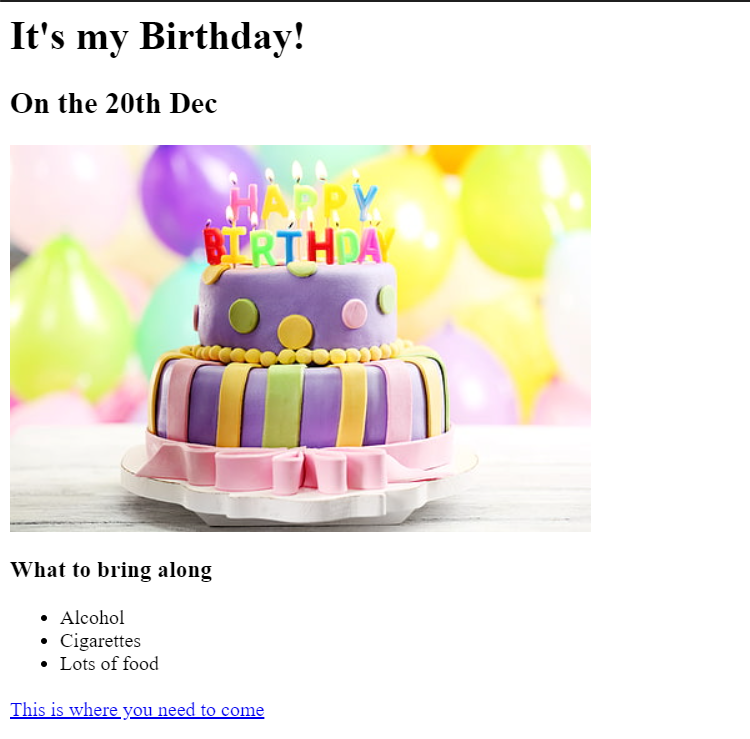 It's my Birthday!
On the 20th Dec
HAPPY
BIRTHDAY
What to bring along
Alcohol
Cigarettes
Lots of food
This is where you need to come